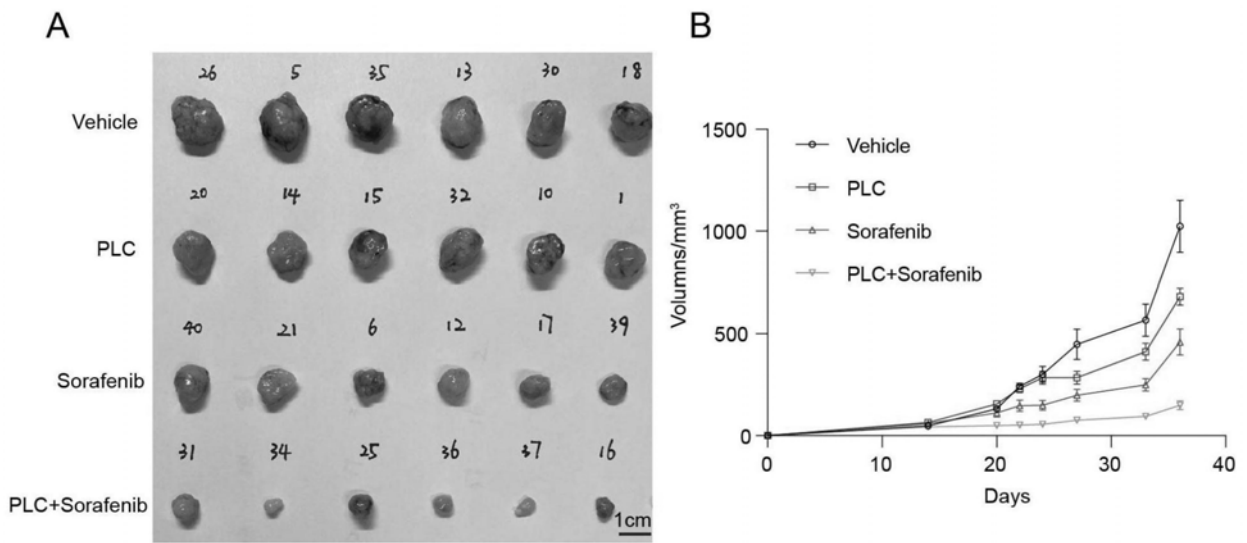 A
26 5 35 13 30 18
Vehicle
20 14 15 32 10 1
PLC
40 21 6 12 17 39
Sorafenib
31 34 25 36 37 16
PLC+Sorafenib
1cm
B
Volumns/mm³
1500
1000
500
0
Vehicle
PLC
Sorafenib
PLC+Sorafenib
0 10 20 30 40
Days